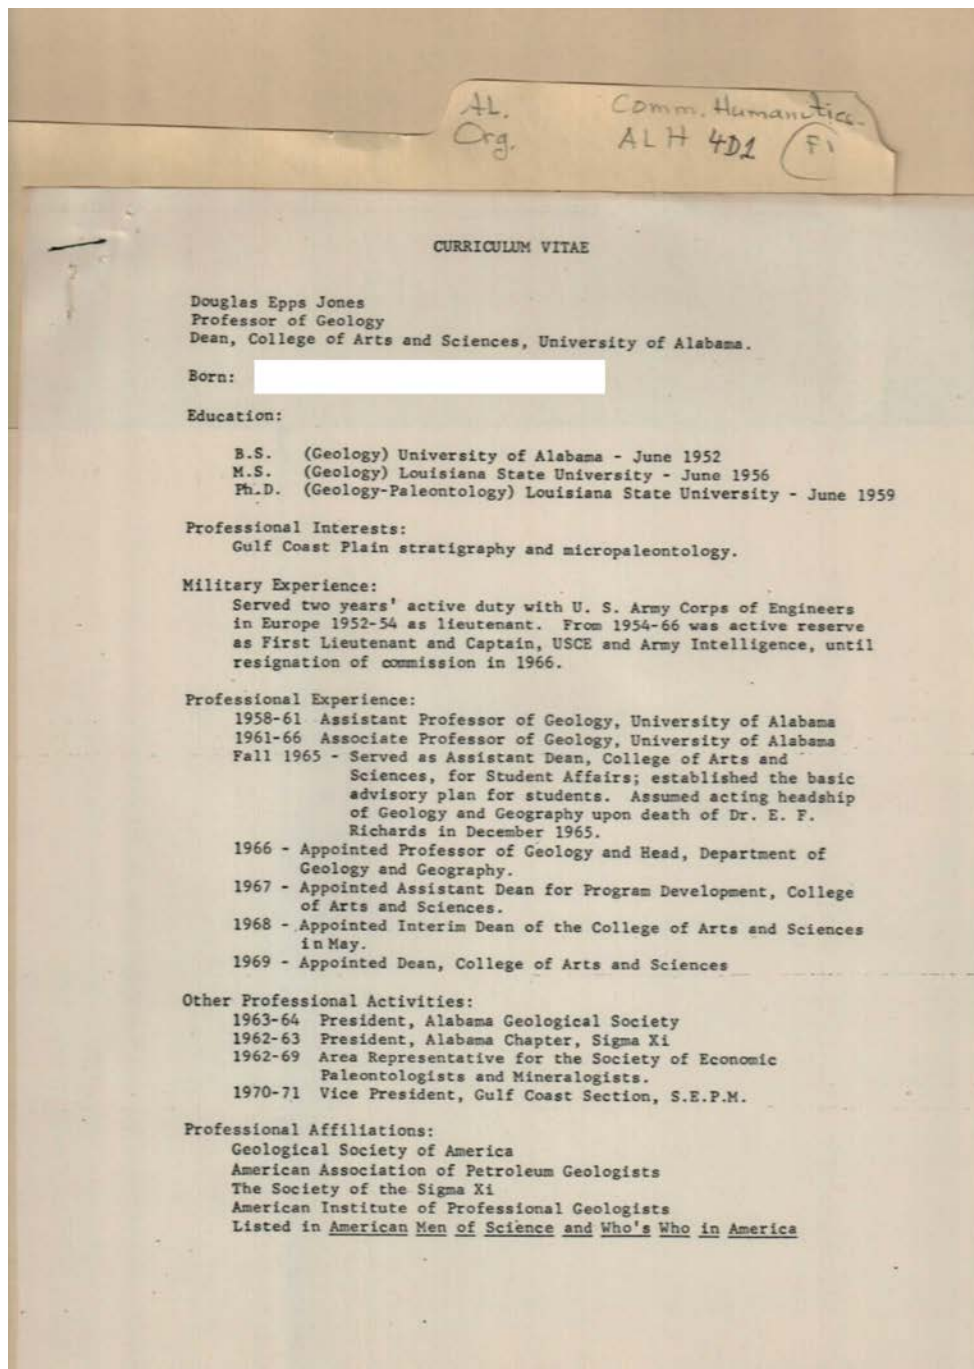 AL. Comm. Humanities.
Org. ALH 4D1 F1
CURRICULUM VITAE
Douglas Epps Jones
Professor of Geology
Dean, College of Arts and Sciences, University of Alabama.
Born:
Education:
B.S. (Geology) University of Alabama - June 1952
M.S. (Geology) Louisiana State University - June 1956
Ph.D. (Geology-Paleontology) Louisiana State University - June 1959
Professional Interests:
Gulf Coast Plain stratigraphy and micropaleontology.
Military Experience:
Served two years' active duty with U. S. Army Corps of Engineers
in Europe 1952-54 as lieutenant. From 1954-66 was active reserve
as First Lieutenant and Captain, USCE and Army Intelligence, until
resignation of commission in 1966.
Professional Experience:
1958-61 Assistant Professor of Geology, University of Alabama
1961-66 Associate Professor of Geology, University of Alabama
Fall 1965 - Served as Assistant Dean, College of Arts and
Sciences, for Student Affairs; established the basic
advisory plan for students. Assumed acting headship
of Geology and Geography upon death of Dr. E. F.
Richards in December 1965.
1966 - Appointed Professor of Geology and Head, Department of
Geology and Geography.
1967 - Appointed Assistant Dean for Program Development, College
of Arts and Sciences.
1968 - Appointed Interim Dean of the College of Arts and Sciences
in May.
1969 - Appointed Dean, College of Arts and Sciences
Other Professional Activities:
1963-64 President, Alabama Geological Society
1962-63 President, Alabama Chapter, Sigma Xi
1962-69 Area Representative for the Society of Economic
Paleontologists and Mineralogists.
1970-71 Vice President, Gulf Coast Section, S.E.P.M.
Professional Affiliations:
Geological Society of America
American Association of Petroleum Geologists
The Society of the Sigma Xi
American Institute of Professional Geologists
Listed in American Men of Science and Who's Who in America